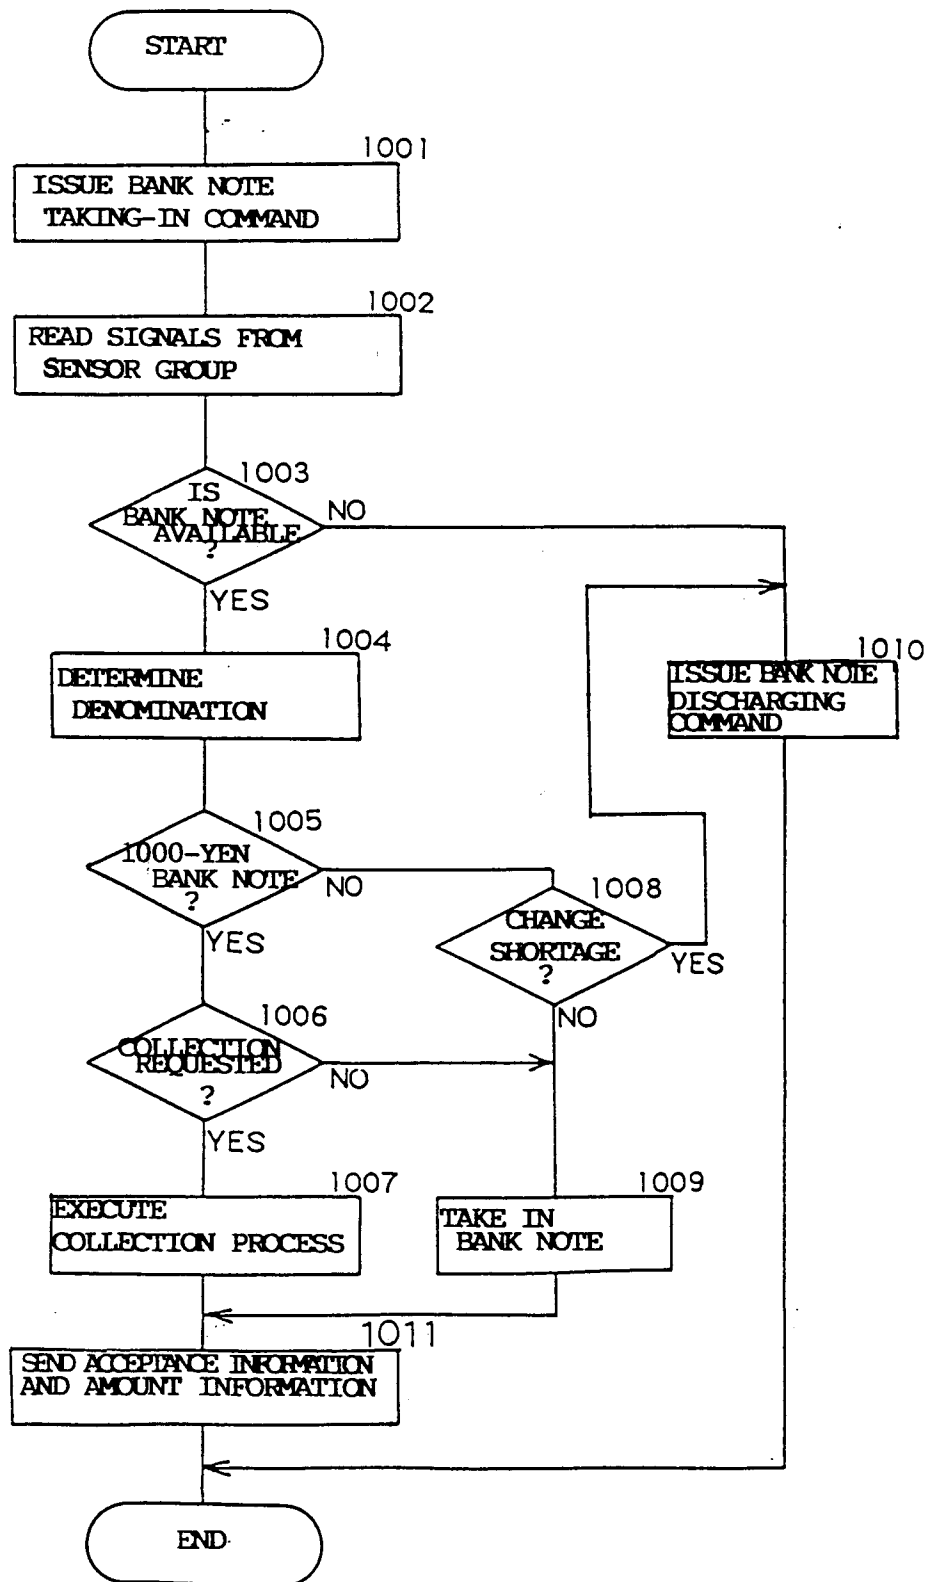 START
1001
ISSUE BANK NOTE
TAKING-IN COMMAND
1002
READ SIGNALS FROM
SENSOR GROUP
1003
IS
BANK NOTE
AVAILABLE
?
NO
YES
1004
DETERMINE
DENOMINATION
1010
ISSUE BANK NOTE
DISCHARGING
COMMAND
1005
1000-YEN
BANK NOTE
?
NO
YES
1008
CHANGE
SHORTAGE
?
YES
NO
1006
COLLECTION
REQUESTED
?
NO
YES
1007
EXECUTE
COLLECTION PROCESS
1009
TAKE IN
BANK NOTE
1011
SEND ACCEPTANCE INFORMATION
AND AMOUNT INFORMATION
END